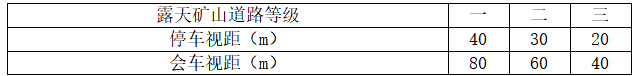 露天矿山道路等级 一 二 三
停车视距（m） 40 30 20
会车视距（m） 80 60 40